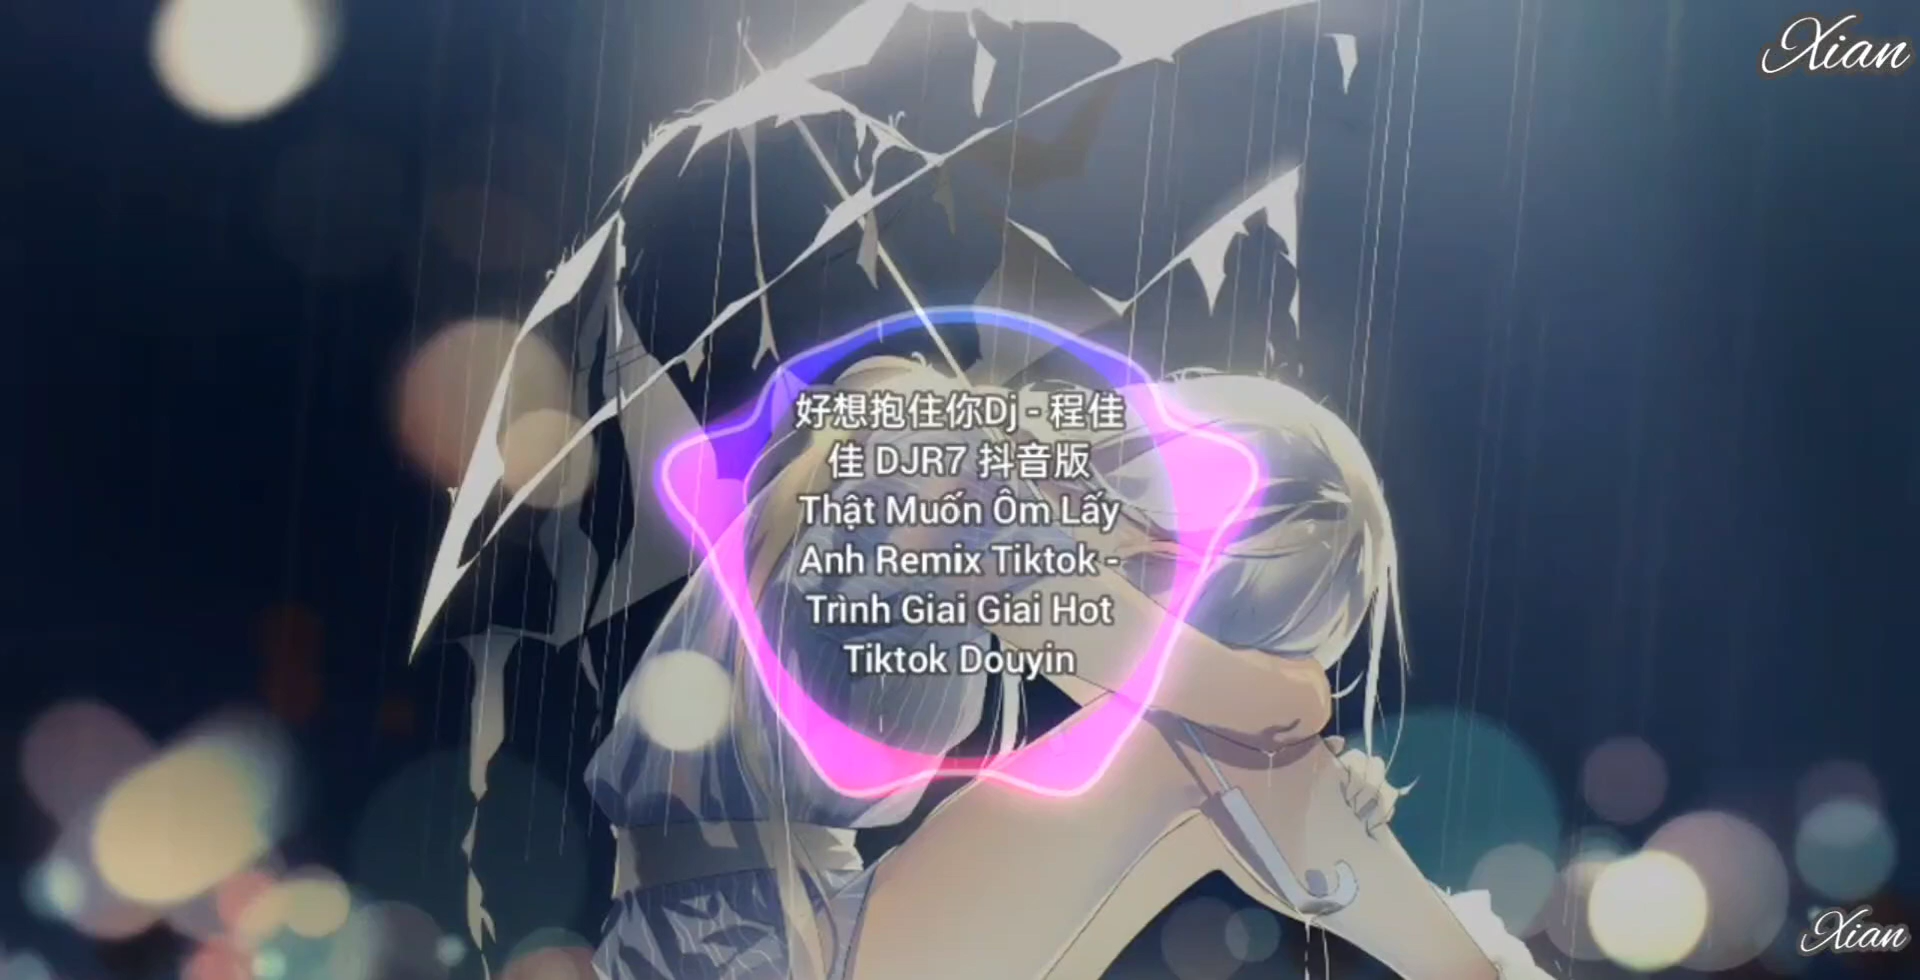 Xian
好想抱住你Dj - 程佳
佳 DJR7 抖音版
Thật Muốn Ôm Lấy
Anh Remix Tiktok -
Trình Giai Giai Hot
Tiktok Douyin
Xian